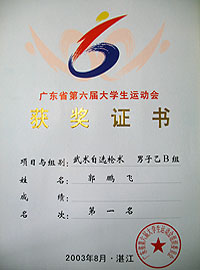 广东省第六届大学生运动会
获奖证书
项目与组别: 武术自选枪术 男子乙B组
姓名: 郭鹏飞
成绩:
名次: 第一名
2003年8月·湛江